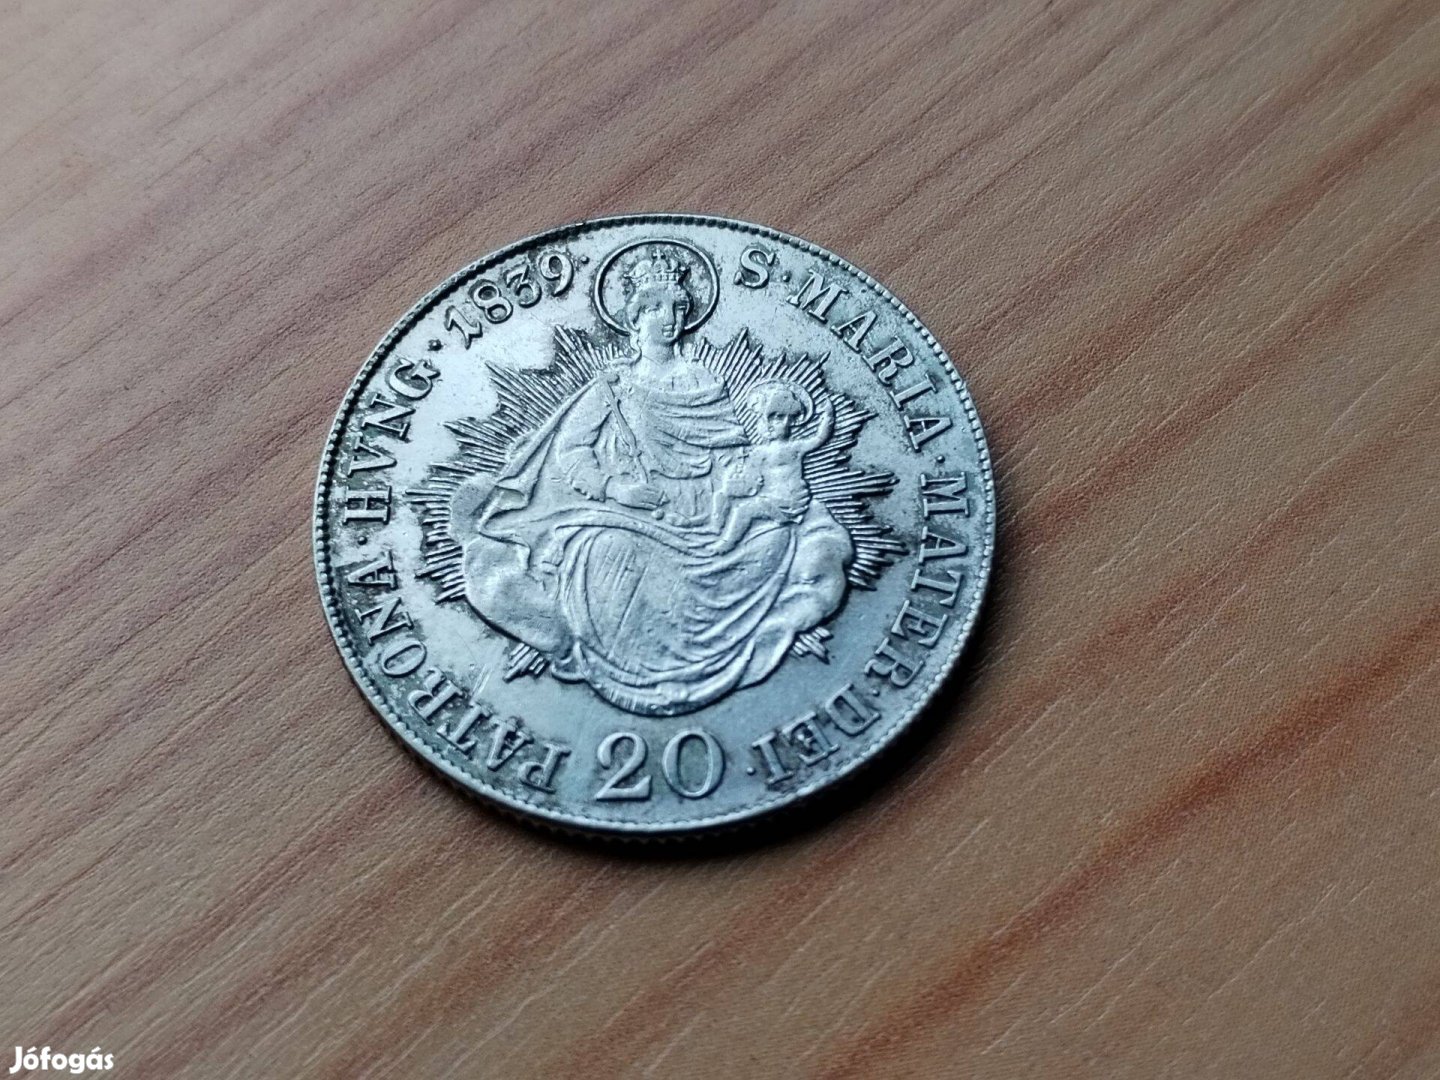 S · MARIA · MATER · DEI · 20 PATRONA · HVNG · 1839 ·
Jófogás